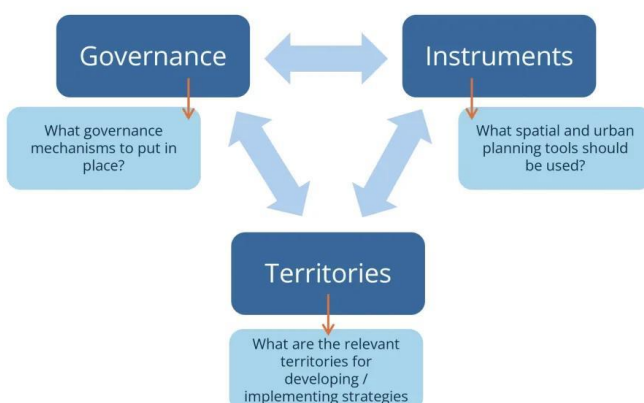 Governance
Instruments
What governance
mechanisms to put in
place?
What spatial and urban
planning tools should
be used?
Territories
What are the relevant
territories for
developing /
implementing strategies